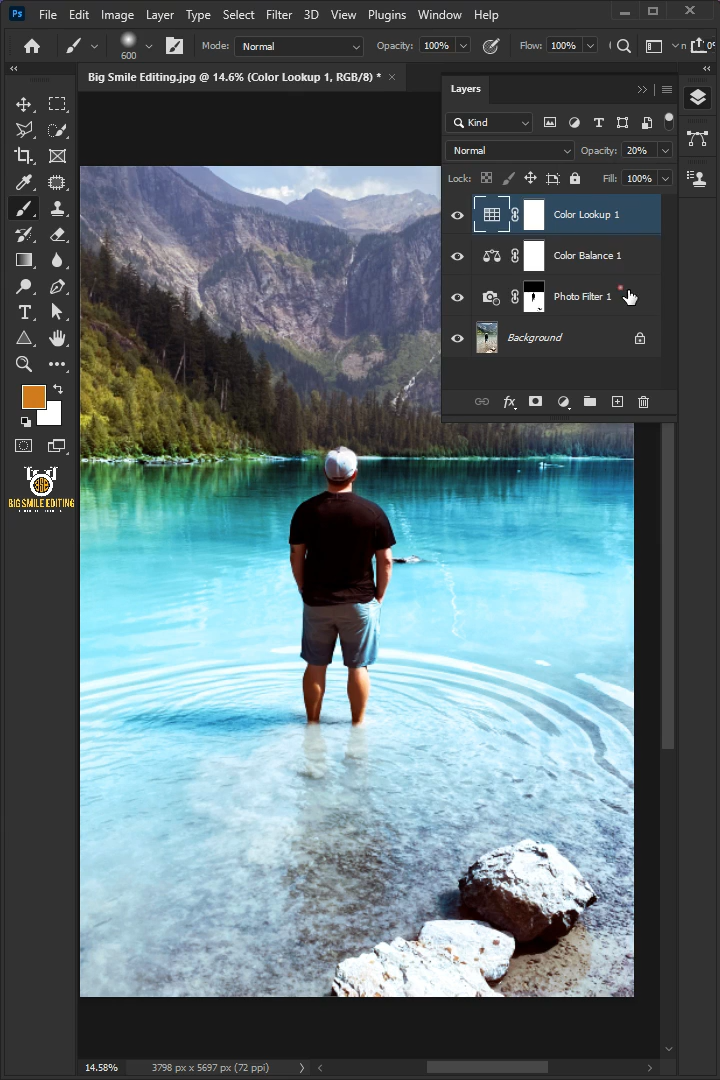 Ps File Edit Image Layer Type Select Filter 3D View Plugins Window Help
600 Mode: Normal Opacity: 100% Flow: 100% 0°
Big Smile Editing.jpg @ 14.6% (Color Lookup 1, RGB/8) * ×
Layers
Kind
Normal Opacity: 20%
Lock: Fill: 100%
Color Lookup 1
Color Balance 1
Photo Filter 1
Background
fx
BIG SMILE EDITING
14.58% 3798 px x 5697 px (72 ppi)